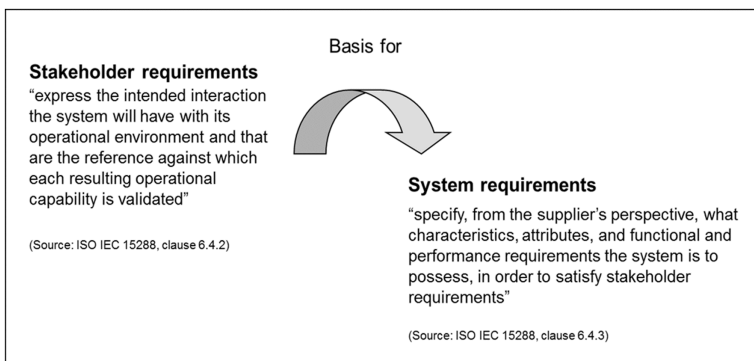 Basis for
Stakeholder requirements
“express the intended interaction
the system will have with its
operational environment and that
are the reference against which
each resulting operational
capability is validated”
(Source: ISO IEC 15288, clause 6.4.2)
System requirements
“specify, from the supplier’s perspective, what
characteristics, attributes, and functional and
performance requirements the system is to
possess, in order to satisfy stakeholder
requirements”
(Source: ISO IEC 15288, clause 6.4.3)